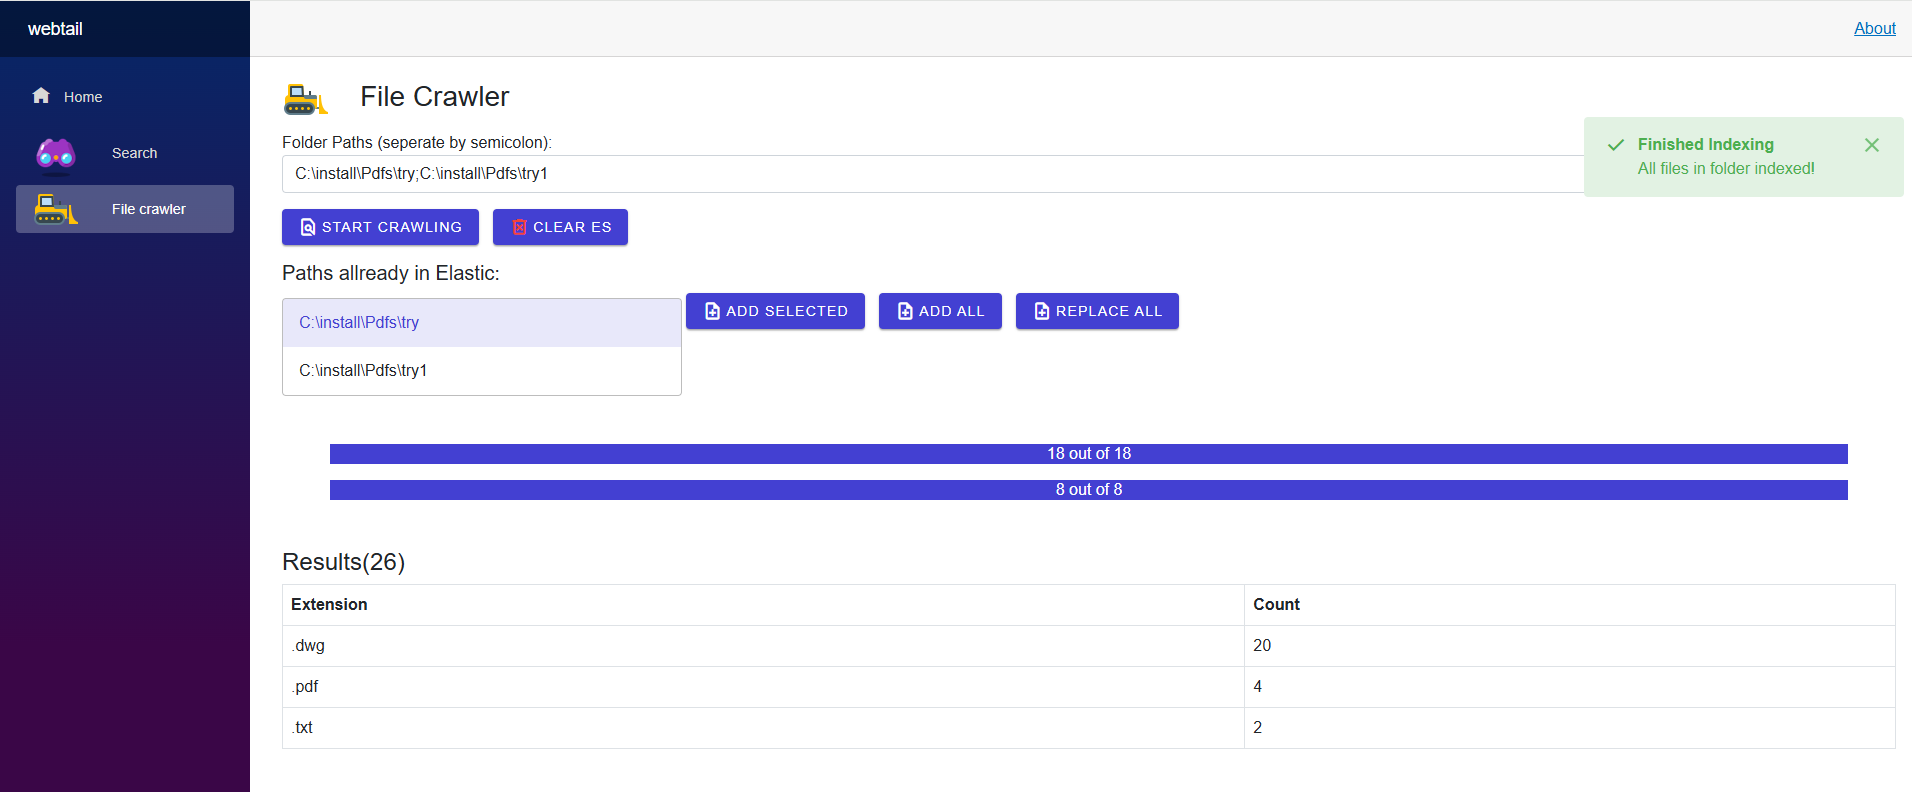 webtail
About
Home
Search
File crawler
File Crawler
Folder Paths (seperate by semicolon):
C:\install\Pdfs\try;C:\install\Pdfs\try1
Finished Indexing
All files in folder indexed!
START CRAWLING
CLEAR ES
Paths allready in Elastic:
C:\install\Pdfs\try
C:\install\Pdfs\try1
ADD SELECTED
ADD ALL
REPLACE ALL
18 out of 18
8 out of 8
Results(26)
Extension Count
.dwg 20
.pdf 4
.txt 2